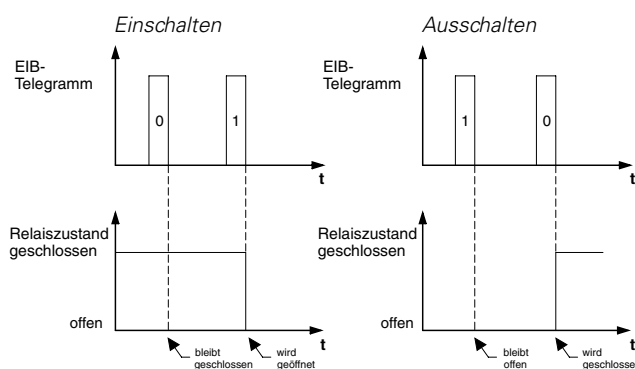 Einschalten
EIB-
Telegramm
0
1
t
Relaiszustand
geschlossen
offen
bleibt
geschlossen
wird
geöffnet
t
Ausschalten
EIB-
Telegramm
1
0
t
Relaiszustand
geschlossen
offen
bleibt
offen
wird
geschlosse
t